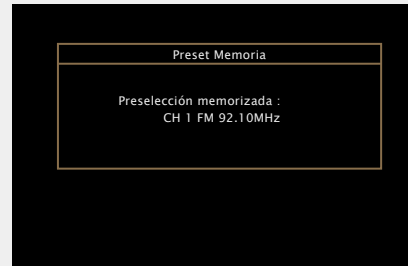 Preset Memoria
Preselección memorizada :
CH 1 FM 92.10MHz